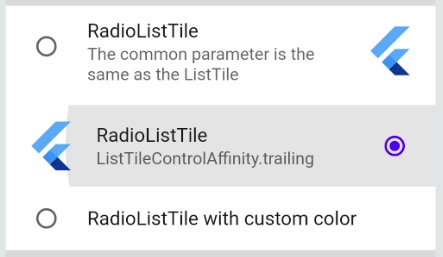 RadioListTile
The common parameter is the
same as the ListTile
RadioListTile
ListTileControlAffinity.trailing
RadioListTile with custom color